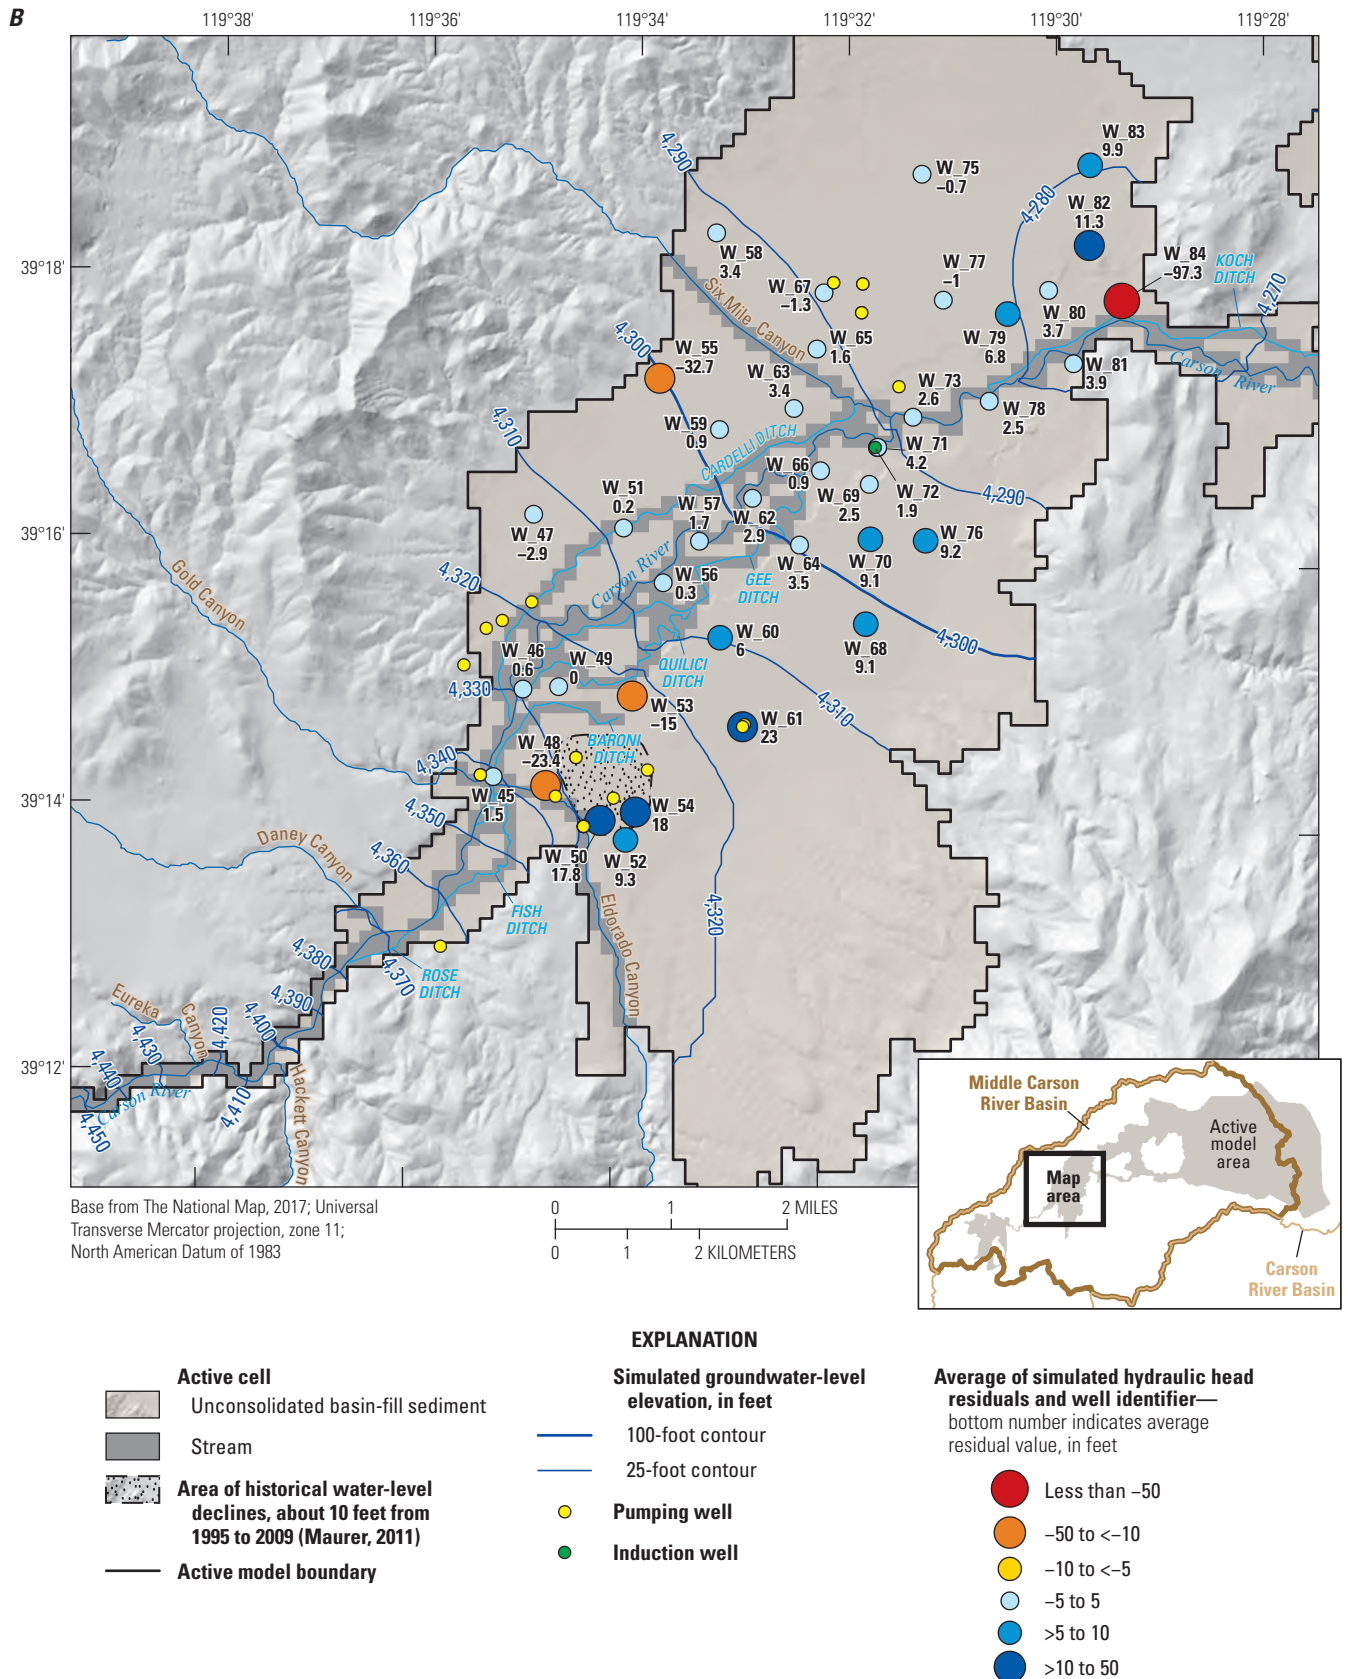 B
119°38'
119°36'
119°34'
119°32'
119°30'
119°28'
39°18'
39°16'
39°14'
39°12'
4,290
W_83
9.9
W_75
–0.7
4,280
W_82
11.3
W_58
3.4
W_84
–97.3
KOCH
DITCH
4,270
W_77
–1
W_67
–1.3
Six Mile Canyon
W_80
3.7
W_79
6.8
W_65
1.6
4,300
W_55
–32.7
Carson River
W_81
3.9
W_63
3.4
W_73
2.6
W_78
2.5
4,310
W_59
0.9
CARDELLI DITCH
W_71
4.2
W_66
0.9
W_69
2.5
W_72
1.9
4,290
W_51
0.2
W_57
1.7
W_62
2.9
W_47
–2.9
W_76
9.2
W_70
9.1
W_64
3.5
Carson River
GEE
DITCH
W_56
0.3
4,320
Gold Canyon
W_60
6
W_68
9.1
4,300
W_46
0.6
W_49
0
QUILICI
DITCH
4,330
4,310
W_53
–15
W_61
23
W_48
–23.4
BARONI
DITCH
4,340
W_45
1.5
W_54
18
4,350
W_50
17.8
W_52
9.3
Daney Canyon
4,360
FISH
DITCH
Eldorado Canyon
4,320
4,380
4,370
ROSE
DITCH
4,390
Eureka
Canyon
4,420
4,400
4,430
4,440
4,410
Carson River
4,450
Hackett Canyon
Base from The National Map, 2017; Universal
Transverse Mercator projection, zone 11;
North American Datum of 1983
0 1 2 MILES
0 1 2 KILOMETERS
Middle Carson
River Basin
Active
model
area
Map
area
Carson
River Basin
EXPLANATION
Active cell
Unconsolidated basin-fill sediment
Stream
Area of historical water-level
declines, about 10 feet from
1995 to 2009 (Maurer, 2011)
Active model boundary
Simulated groundwater-level
elevation, in feet
100-foot contour
25-foot contour
Pumping well
Induction well
Average of simulated hydraulic head
residuals and well identifier—
bottom number indicates average
residual value, in feet
Less than –50
–50 to <–10
–10 to <–5
–5 to 5
>5 to 10
>10 to 50